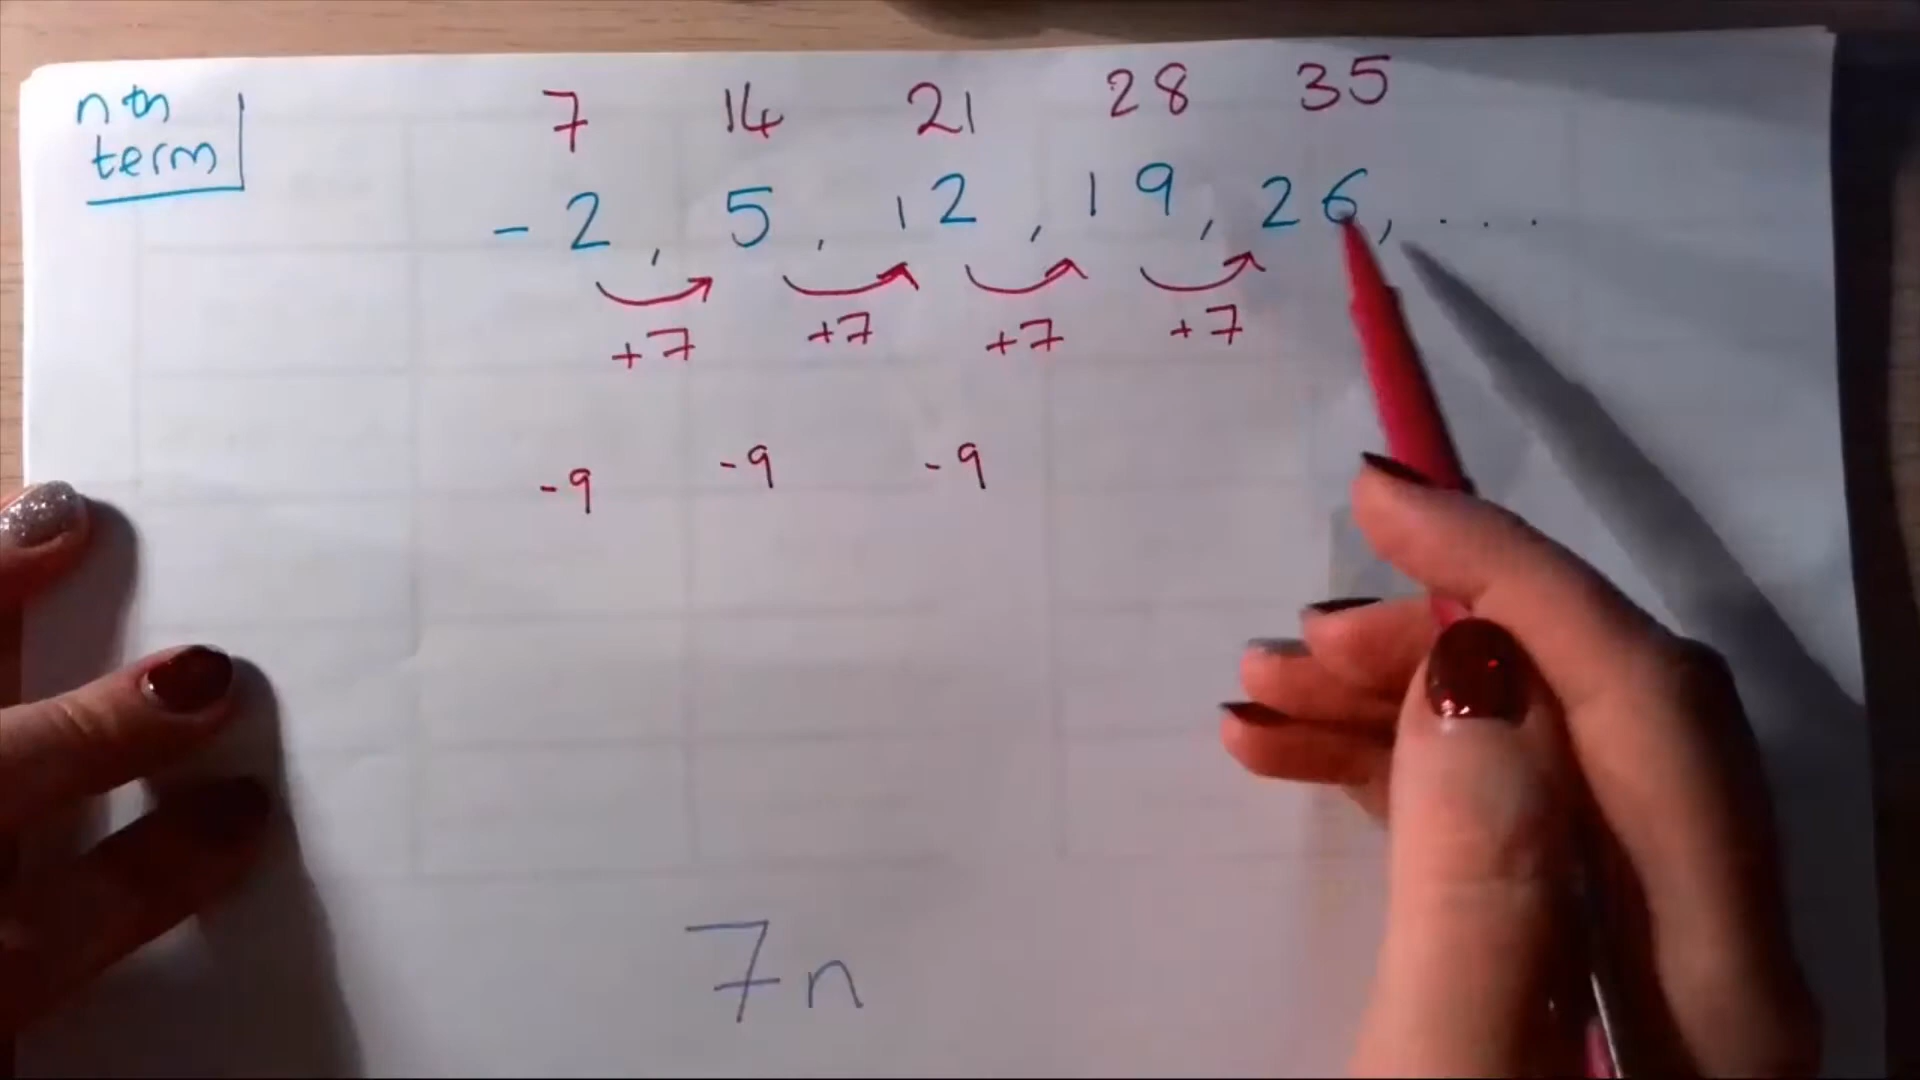 nth
term
7 14 21 28 35
-2, 5, 12, 19, 26, ...
+7 +7 +7 +7
-9 -9 -9
7n